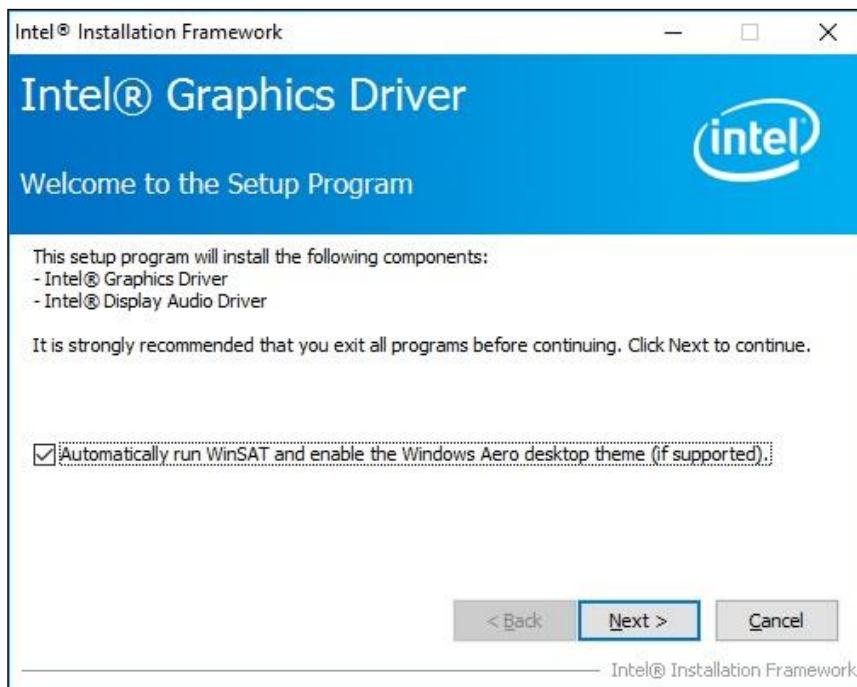 Intel® Installation Framework
Intel® Graphics Driver
intel
Welcome to the Setup Program
This setup program will install the following components:
- Intel® Graphics Driver
- Intel® Display Audio Driver
It is strongly recommended that you exit all programs before continuing. Click Next to continue.
Automatically run WinSAT and enable the Windows Aero desktop theme (if supported).
< Back Next > Cancel
Intel® Installation Framework